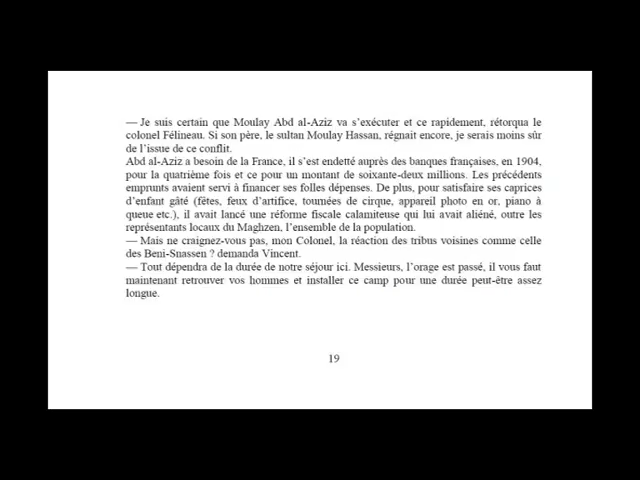 — Je suis certain que Moulay Abd al-Aziz va s’exécuter et ce rapidement, rétorqua le
colonel Félineau. Si son père, le sultan Moulay Hassan, régnait encore, je serais moins sûr
de l’issue de ce conflit.
Abd al-Aziz a besoin de la France, il s’est endetté auprès des banques françaises, en 1904,
pour la quatrième fois et ce pour un montant de soixante-deux millions. Les précédents
emprunts avaient servi à financer ses folles dépenses. De plus, pour satisfaire ses caprices
d’enfant gâté (fêtes, feux d’artifice, tournées de cirque, appareil photo en or, piano à
queue etc.), il avait lancé une réforme fiscale calamiteuse qui lui avait aliéné, outre les
représentants locaux du Maghzen, l’ensemble de la population.
— Mais ne craignez-vous pas, mon Colonel, la réaction des tribus voisines comme celle
des Beni-Snassen ? demanda Vincent.
— Tout dépendra de la durée de notre séjour ici. Messieurs, l’orage est passé, il vous faut
maintenant retrouver vos hommes et installer ce camp pour une durée peut-être assez
longue.
19